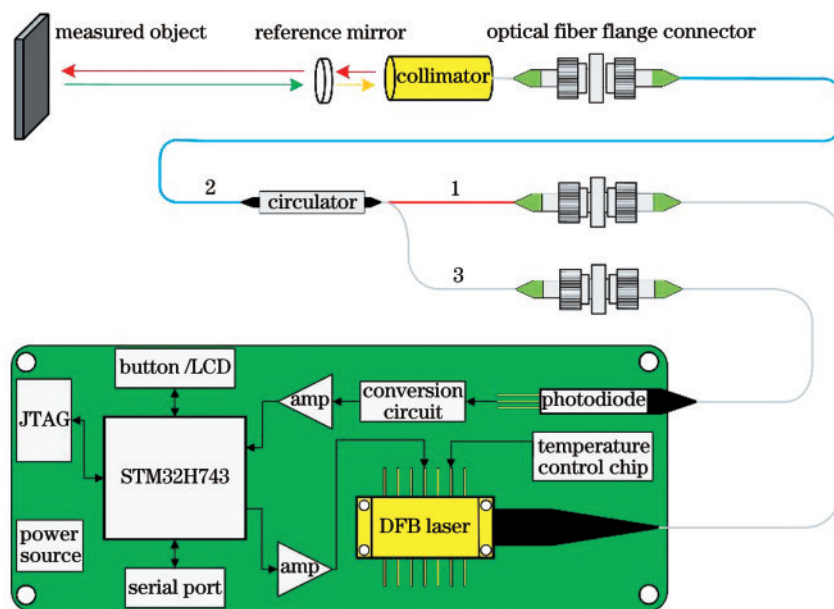 measured object
reference mirror
optical fiber flange connector
collimator
2
circulator
1
3
button /LCD
JTAG
amp
conversion
circuit
photodiode
STM32H743
temperature
control chip
power
source
amp
DFB laser
serial port